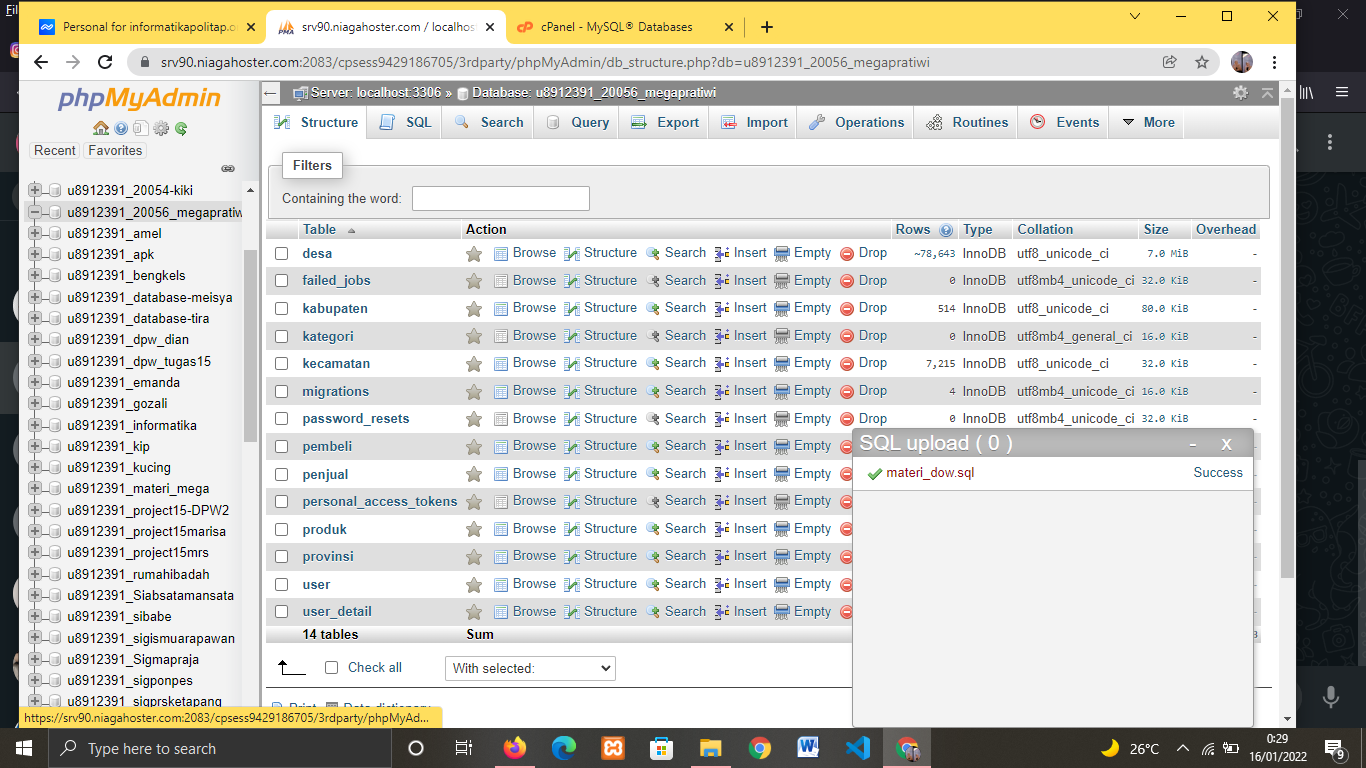 Personal for informatikapolitap.o
srv90.niagahoster.com / localhos
cPanel - MySQL® Databases
srv90.niagahoster.com:2083/cpsess9429186705/3rdparty/phpMyAdmin/db_structure.php?db=u8912391_20056_megapratiwi
phpMyAdmin
Recent Favorites
u8912391_20054-kiki
u8912391_20056_megapratiw
u8912391_amel
u8912391_apk
u8912391_bengkels
u8912391_database-meisya
u8912391_database-tira
u8912391_dpw_dian
u8912391_dpw_tugas15
u8912391_emanda
u8912391_gozali
u8912391_informatika
u8912391_kip
u8912391_kucing
u8912391_materi_mega
u8912391_project15-DPW2
u8912391_project15marisa
u8912391_project15mrs
u8912391_rumahibadah
u8912391_Siabsatamansata
u8912391_sibabe
u8912391_sigismuarapawan
u8912391_Sigmapraja
u8912391_sigponpes
u8912391_sigprsketapang
https://srv90.niagahoster.com:2083/cpsess9429186705/3rdparty/phpMyAd...
Server: localhost:3306 » Database: u8912391_20056_megapratiwi
Structure SQL Search Query Export Import Operations Routines Events More
Filters
Containing the word:
Table Action Rows Type Collation Size Overhead
desa Browse Structure Search Insert Empty Drop ~78,643 InnoDB utf8_unicode_ci 7.0 MiB -
failed_jobs Browse Structure Search Insert Empty Drop 0 InnoDB utf8mb4_unicode_ci 32.0 KiB -
kabupaten Browse Structure Search Insert Empty Drop 514 InnoDB utf8_unicode_ci 80.0 KiB -
kategori Browse Structure Search Insert Empty Drop 0 InnoDB utf8mb4_general_ci 16.0 KiB -
kecamatan Browse Structure Search Insert Empty Drop 7,215 InnoDB utf8_unicode_ci 32.0 KiB -
migrations Browse Structure Search Insert Empty Drop 4 InnoDB utf8mb4_unicode_ci 16.0 KiB -
password_resets Browse Structure Search Insert Empty Drop 0 InnoDB utf8mb4_unicode_ci 32.0 KiB -
pembeli Browse Structure Search Insert Empty
penjual Browse Structure Search Insert Empty
personal_access_tokens Browse Structure Search Insert Empty
produk Browse Structure Search Insert Empty
provinsi Browse Structure Search Insert Empty
user Browse Structure Search Insert Empty
user_detail Browse Structure Search Insert Empty
14 tables Sum
Check all With selected:
SQL upload ( 0 ) - x
materi_dow.sql Success
Type here to search
26°C
0:29
16/01/2022
9